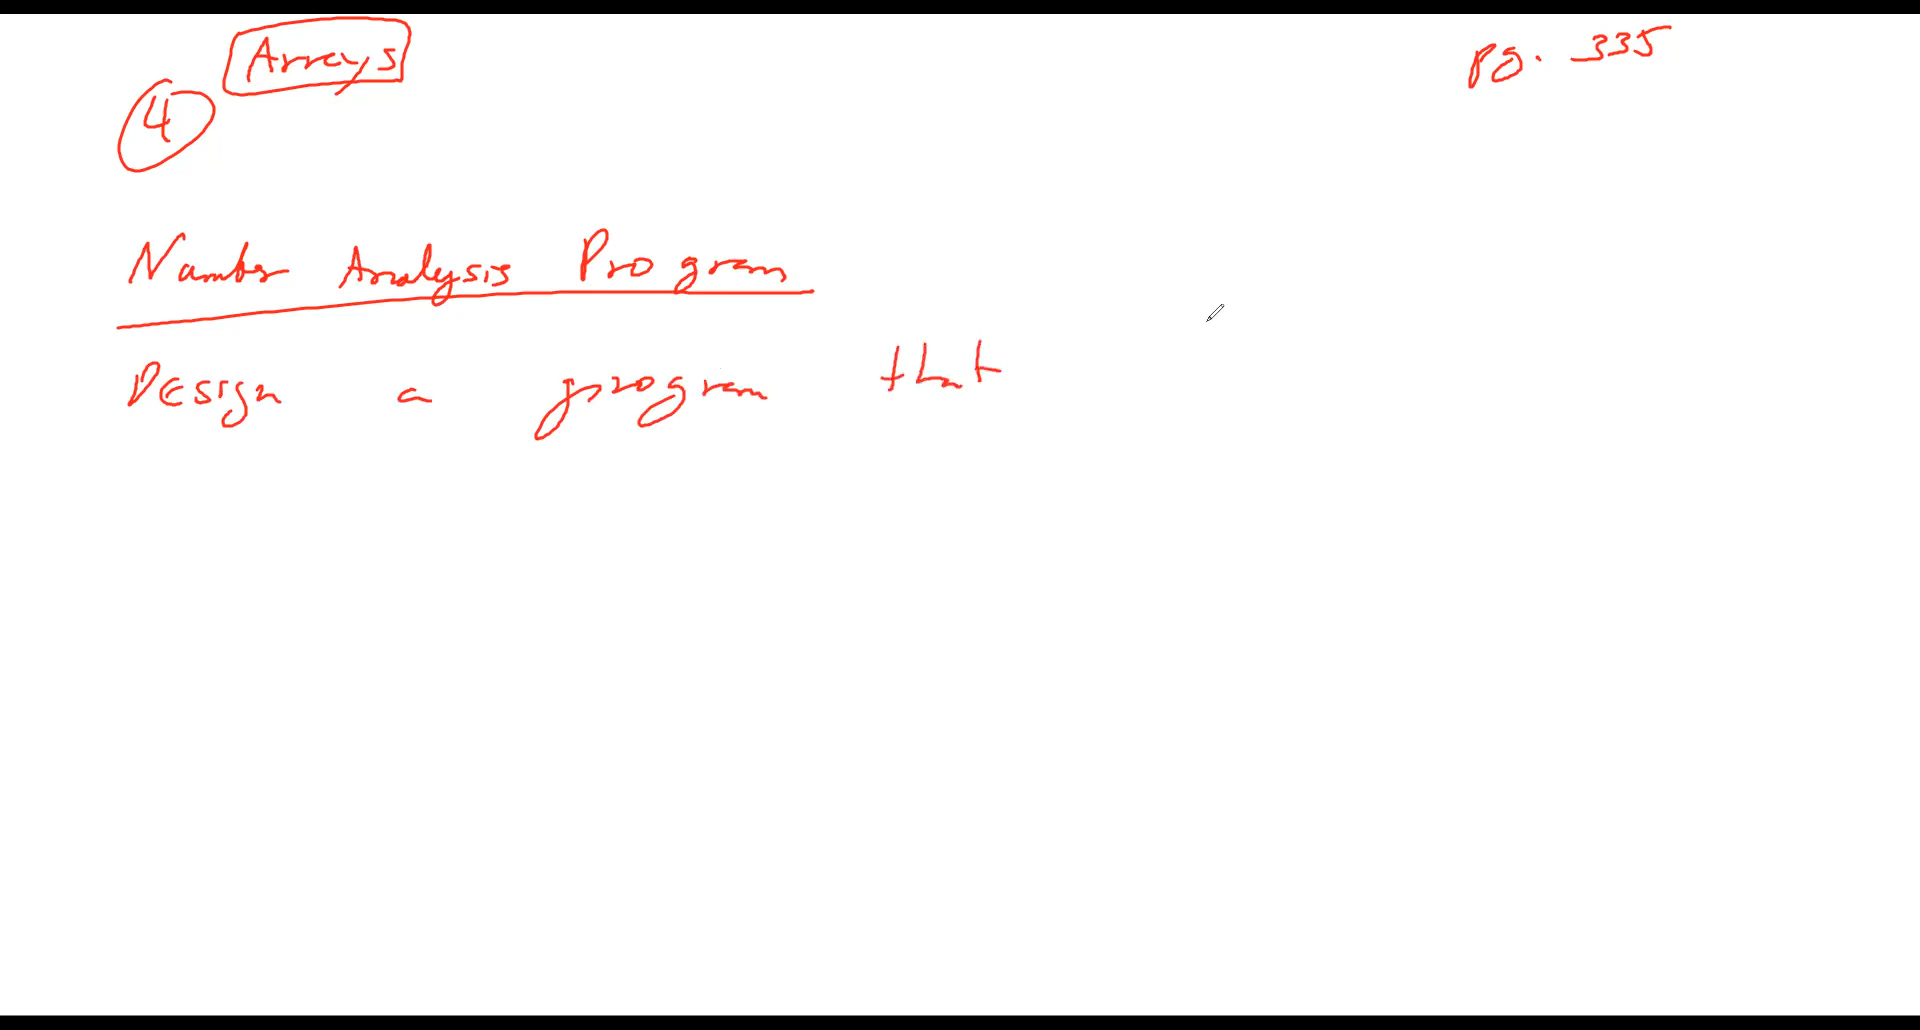 Arrays
pg. 335
4
Number Analysis Program
Design a program that